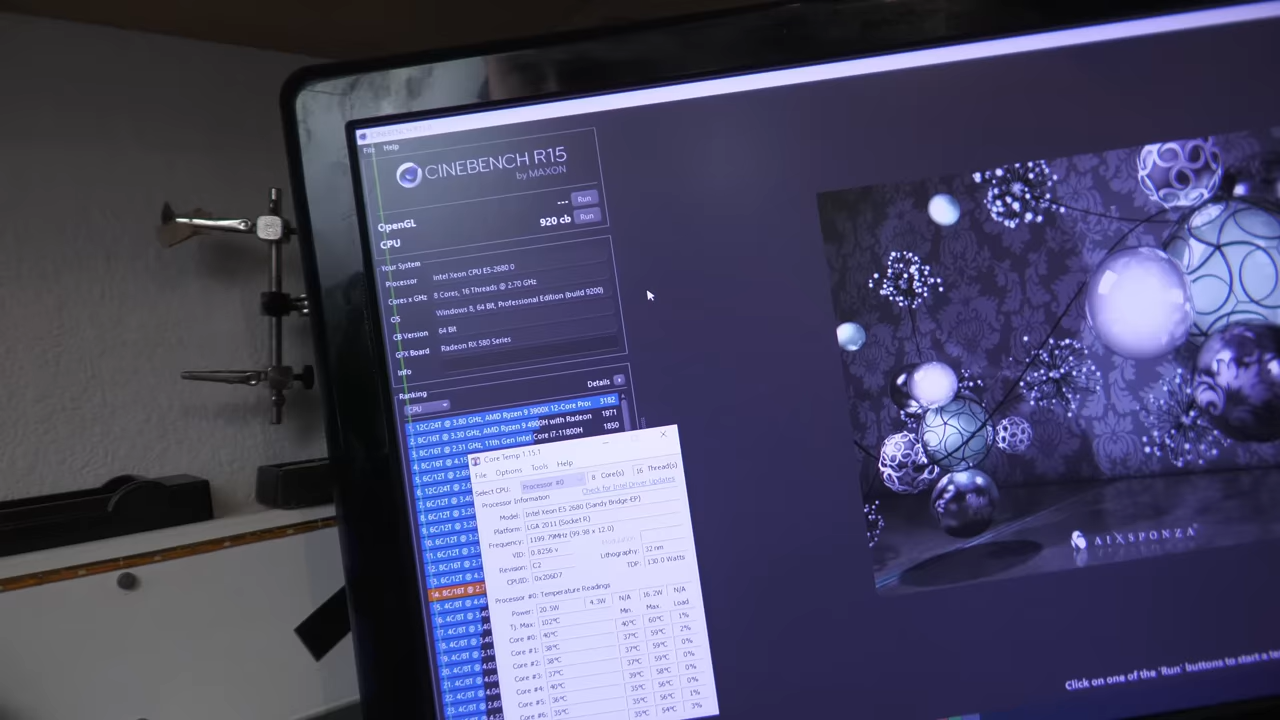 CINEBENCH R15
File Help
CINEBENCH R15
by MAXON
OpenGL --- Run
CPU 920 cb Run
Your System
Processor Intel Xeon CPU E5-2680 0
Cores x GHz 8 Cores, 16 Threads @ 2.70 GHz
OS Windows 8, 64 Bit, Professional Edition (build 9200)
CB Version 64 Bit
GFX Board Radeon RX 580 Series
Info
Ranking Details
CPU
1. 12C/24T @ 3.80 GHz, AMD Ryzen 9 3900X 12-Core Proc 3182
2. 8C/16T @ 3.30 GHz, AMD Ryzen 9 4900H with Radeon 1971
3. 8C/16T @ 2.31 GHz, 11th Gen Intel Core i7-11800H 1850
Core Temp 1.15.1
File Options Tools Help
Select CPU: Processor #0 8 Core(s) 16 Thread(s)
Processor Information Check for Intel Driver Updates
Model: Intel Xeon E5 2680 (Sandy Bridge-EP)
Platform: LGA 2011 (Socket R)
Frequency: 1199.79MHz (99.98 x 12.0)
VID: 0.8256 v Modulation:
Revision: C2 Lithography: 32 nm
CPUID: 0x206D7 TDP: 130.0 Watts
Processor #0: Temperature Readings
Power: 20.5W 4.3W N/A 16.2W N/A
Tj. Max: 102°C Min. Max. Load
Core #0: 40°C 40°C 60°C 1%
Core #1: 38°C 37°C 59°C 2%
Core #2: 38°C 37°C 59°C 0%
Core #3: 37°C 37°C 59°C 0%
Core #4: 40°C 39°C 58°C 0%
Core #5: 36°C 35°C 56°C 0%
Core #6: 35°C 35°C 56°C 1%
35°C 54°C 3%
AIXSPONZA
Click on one of the 'Run' buttons to start a te